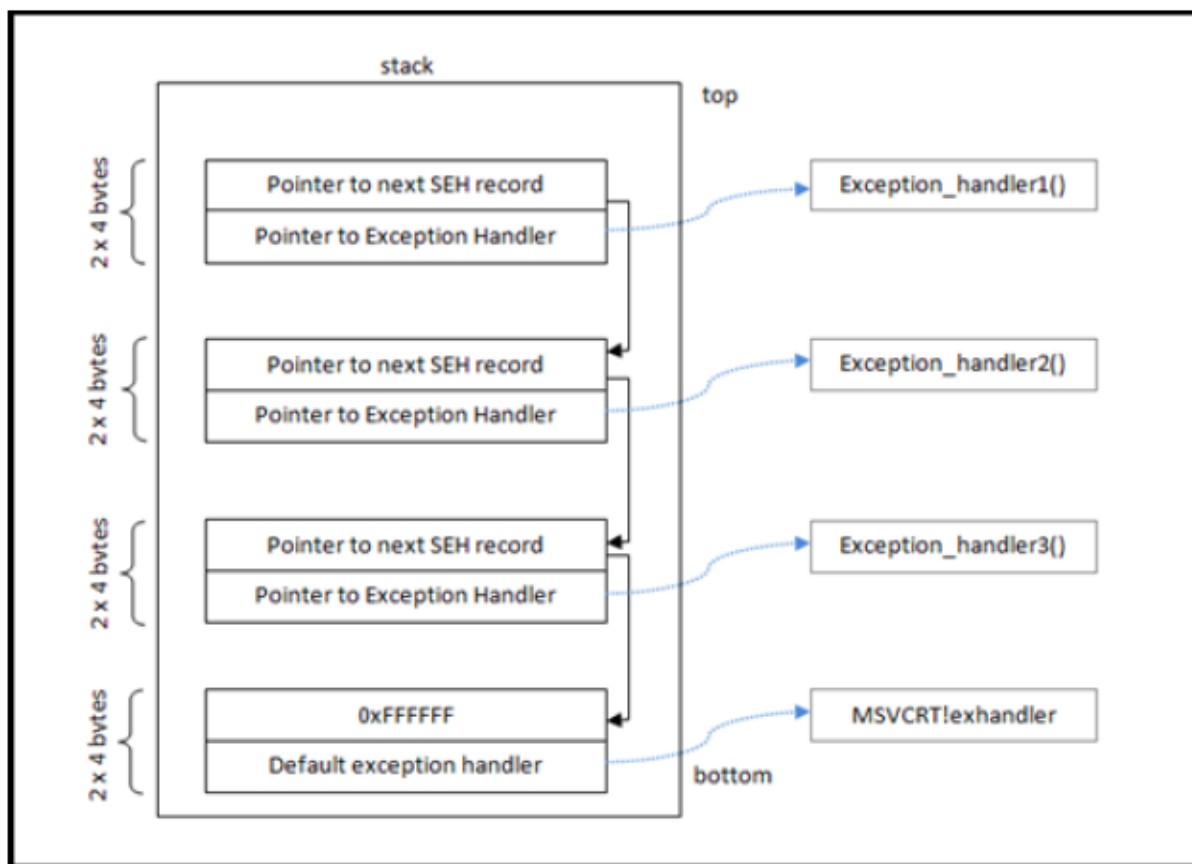 stack
top
2 x 4 bytes
Pointer to next SEH record
Pointer to Exception Handler
Exception_handler1()
2 x 4 bytes
Pointer to next SEH record
Pointer to Exception Handler
Exception_handler2()
2 x 4 bytes
Pointer to next SEH record
Pointer to Exception Handler
Exception_handler3()
2 x 4 bytes
0xFFFFFF
Default exception handler
MSVCRT!exhandler
bottom